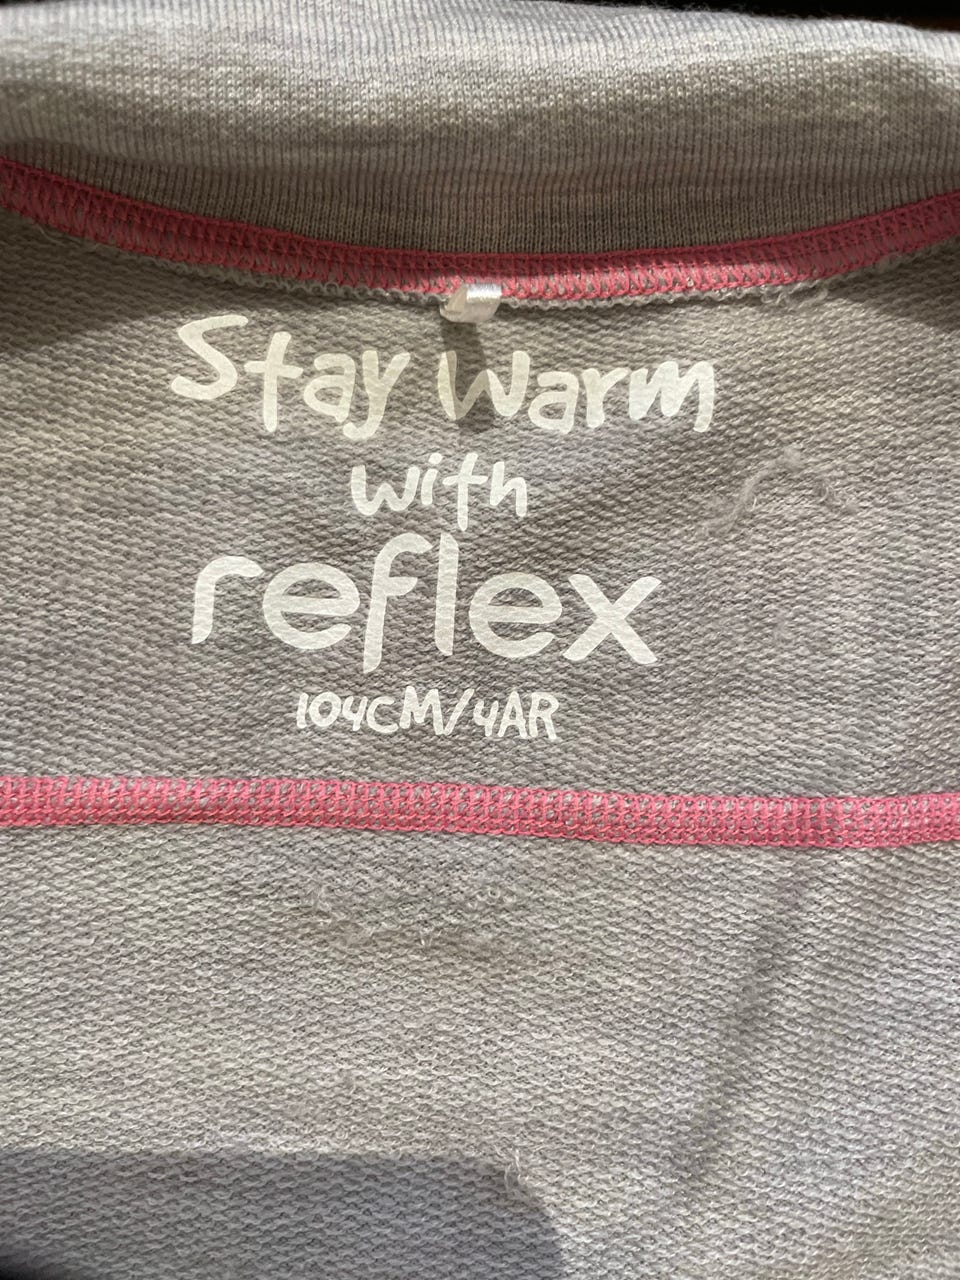 Stay Warm
with
reflex
104CM/4AR